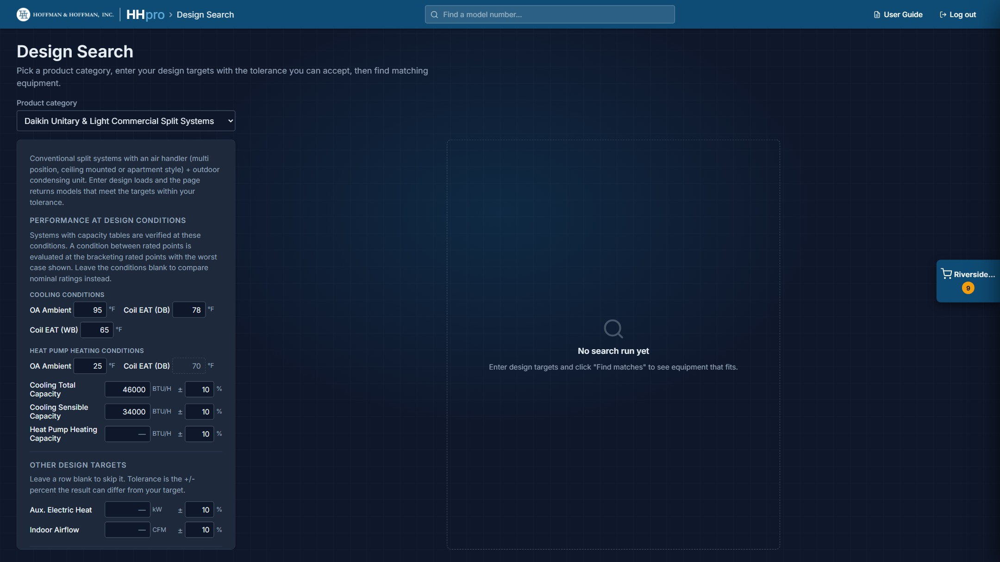 HH HOFFMAN & HOFFMAN, INC. HHpro › Design Search
Find a model number...
User Guide
Log out
Design Search
Pick a product category, enter your design targets with the tolerance you can accept, then find matching
equipment.
Product category
Daikin Unitary & Light Commercial Split Systems
Conventional split systems with an air handler (multi
position, ceiling mounted or apartment style) + outdoor
condensing unit. Enter design loads and the page
returns models that meet the targets within your
tolerance.
PERFORMANCE AT DESIGN CONDITIONS
Systems with capacity tables are verified at these
conditions. A condition between rated points is
evaluated at the bracketing rated points with the worst
case shown. Leave the conditions blank to compare
nominal ratings instead.
COOLING CONDITIONS
OA Ambient 95 °F Coil EAT (DB) 78 °F
Coil EAT (WB) 65 °F
HEAT PUMP HEATING CONDITIONS
OA Ambient 25 °F Coil EAT (DB) 70 °F
Cooling Total
Capacity 46000 BTU/H ± 10 %
Cooling Sensible
Capacity 34000 BTU/H ± 10 %
Heat Pump Heating
Capacity — BTU/H ± 10 %
OTHER DESIGN TARGETS
Leave a row blank to skip it. Tolerance is the +/-
percent the result can differ from your target.
Aux. Electric Heat — kW ± 10 %
Indoor Airflow — CFM ± 10 %
No search run yet
Enter design targets and click "Find matches" to see equipment that fits.
Riverside...
9